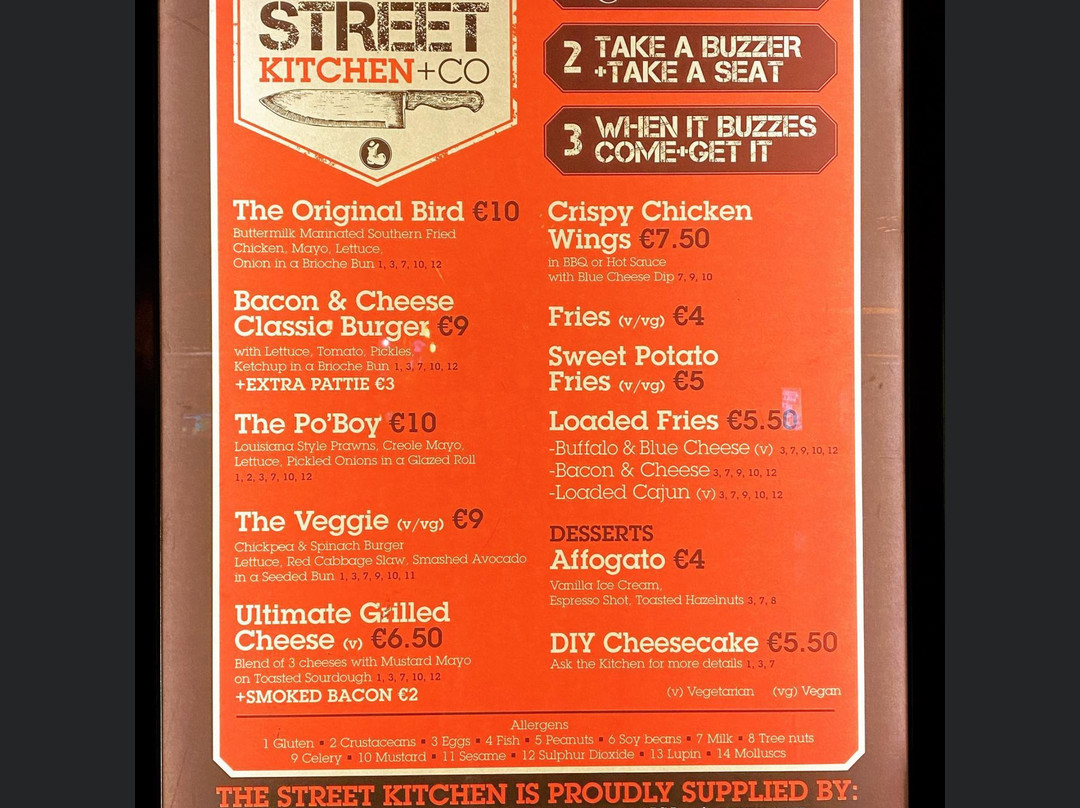 STREET
KITCHEN+CO
2 TAKE A BUZZER
+TAKE A SEAT
3 WHEN IT BUZZES
COME+GET IT
The Original Bird €10
Buttermilk Marinated Southern Fried
Chicken, Mayo, Lettuce,
Onion in a Brioche Bun 1, 3, 7, 10, 12
Bacon & Cheese
Classic Burger €9
with Lettuce, Tomato, Pickles,
Ketchup in a Brioche Bun 1, 3, 7, 10, 12
+EXTRA PATTIE €3
The Po'Boy €10
Louisiana Style Prawns, Creole Mayo,
Lettuce, Pickled Onions in a Glazed Roll
1, 2, 3, 7, 10, 12
The Veggie (v/vg) €9
Chickpea & Spinach Burger
Lettuce, Red Cabbage Slaw, Smashed Avocado
in a Seeded Bun 1, 3, 7, 9, 10, 11
Ultimate Grilled
Cheese (v) €6.50
Blend of 3 cheeses with Mustard Mayo
on Toasted Sourdough 1, 3, 7, 10, 12
+SMOKED BACON €2
Crispy Chicken
Wings €7.50
in BBQ or Hot Sauce
with Blue Cheese Dip 7, 9, 10
Fries (v/vg) €4
Sweet Potato
Fries (v/vg) €5
Loaded Fries €5.50
-Buffalo & Blue Cheese (v) 3, 7, 9, 10, 12
-Bacon & Cheese 3, 7, 9, 10, 12
-Loaded Cajun (v) 3, 7, 9, 10, 12
DESSERTS
Affogato €4
Vanilla Ice Cream,
Espresso Shot, Toasted Hazelnuts 3, 7, 8
DIY Cheesecake €5.50
Ask the Kitchen for more details 1, 3, 7
(v) Vegetarian (vg) Vegan
Allergens
1 Gluten ▪ 2 Crustaceans ▪ 3 Eggs ▪ 4 Fish ▪ 5 Peanuts ▪ 6 Soy beans ▪ 7 Milk ▪ 8 Tree nuts
9 Celery ▪ 10 Mustard ▪ 11 Sesame ▪ 12 Sulphur Dioxide ▪ 13 Lupin ▪ 14 Molluscs
THE STREET KITCHEN IS PROUDLY SUPPLIED BY: